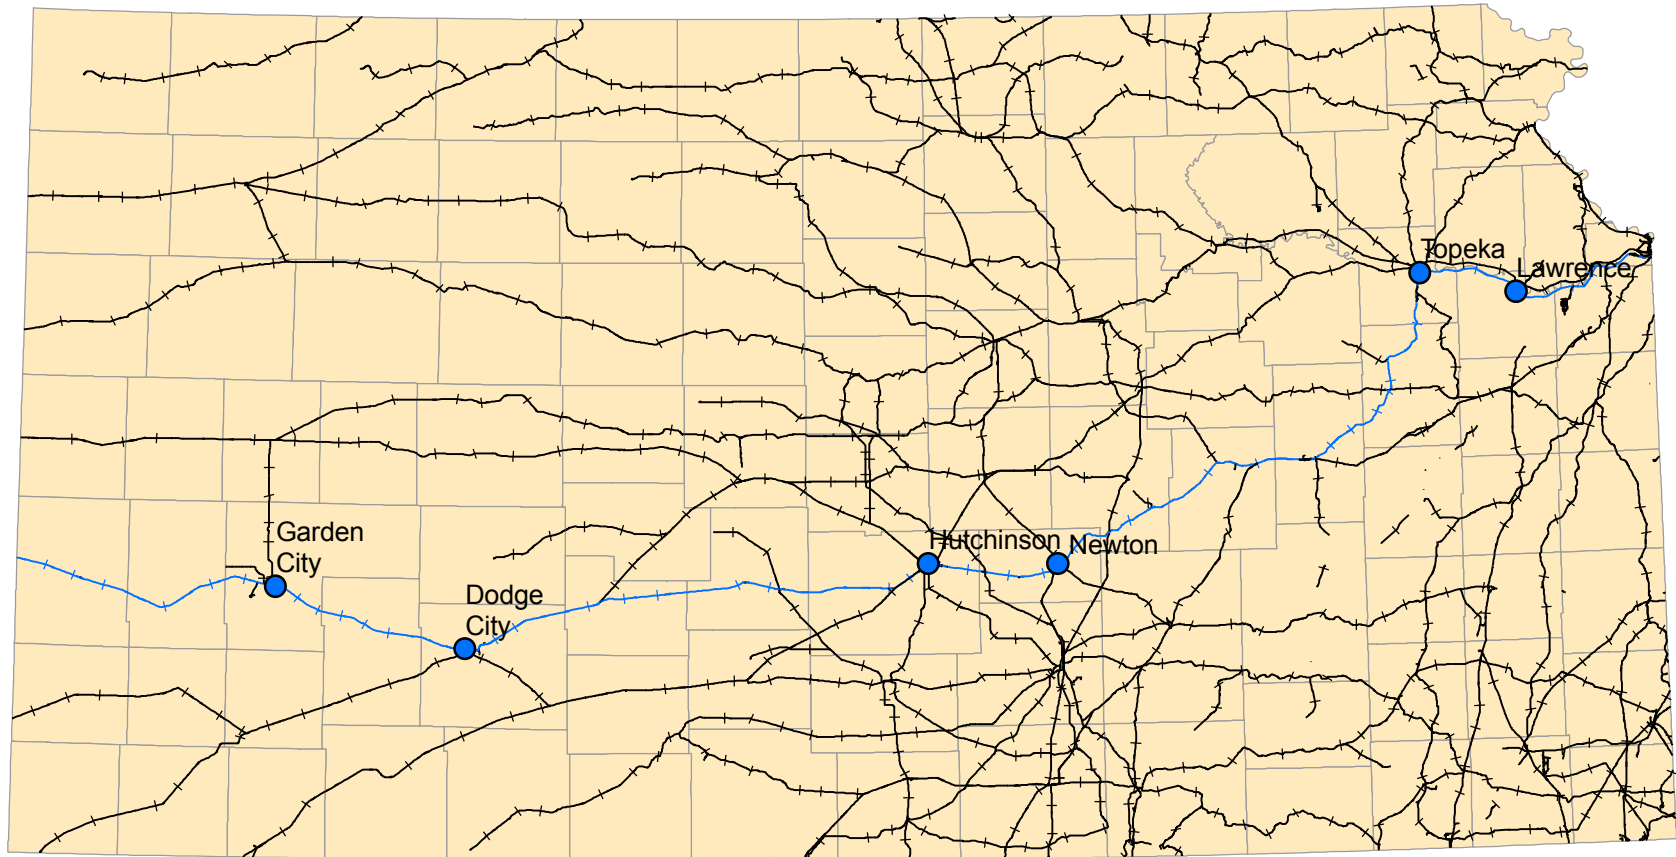 Topeka
Lawrence
Garden
City
Hutchinson
Newton
Dodge
City